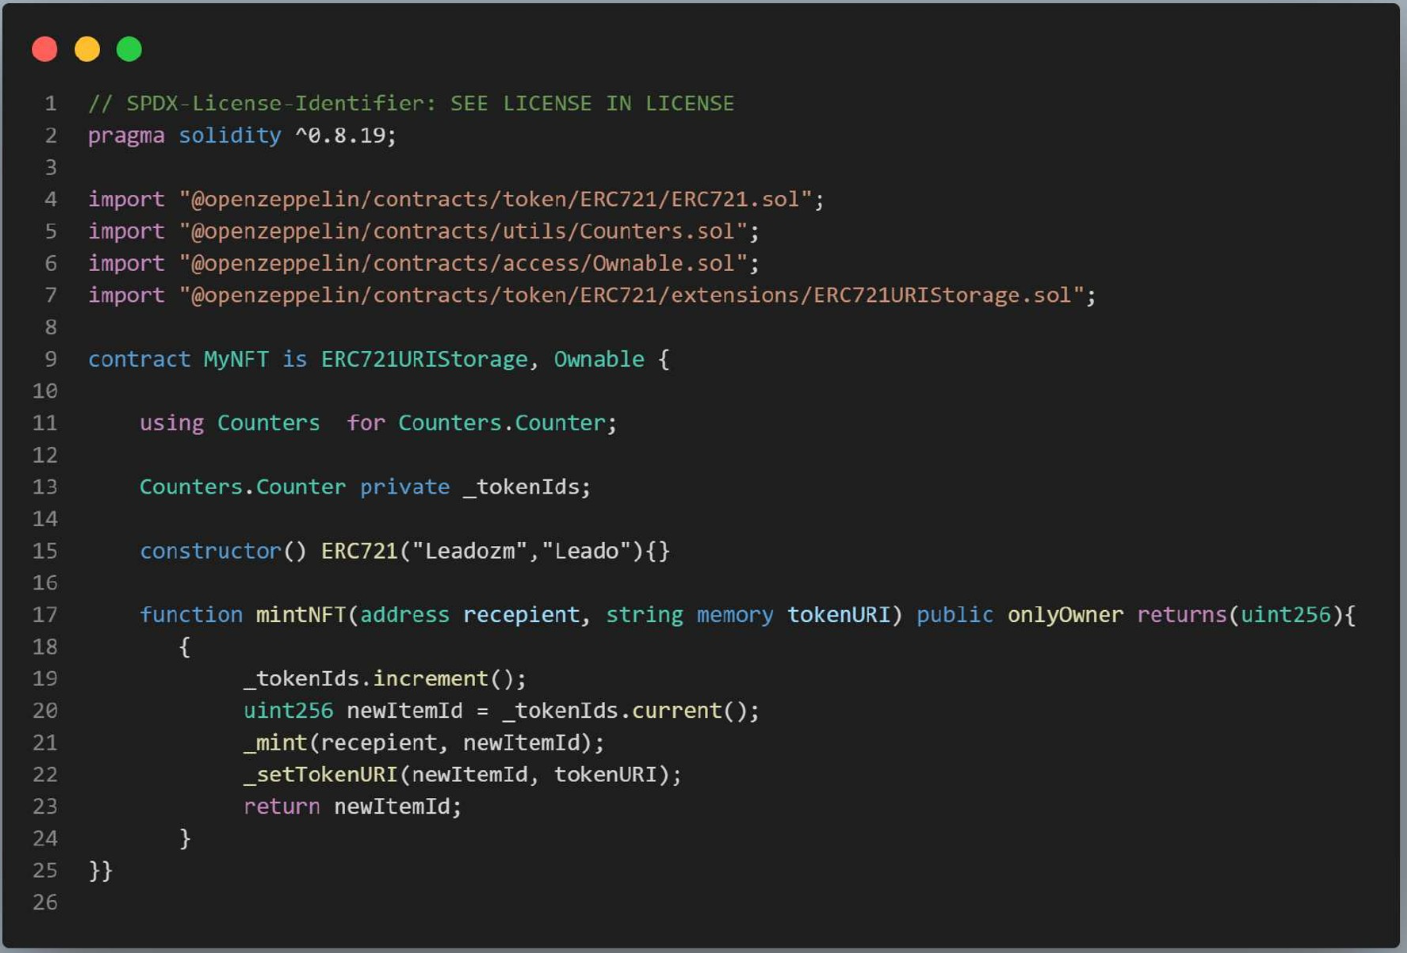 1 // SPDX-License-Identifier: SEE LICENSE IN LICENSE
2 pragma solidity ^0.8.19;
3
4 import "@openzeppelin/contracts/token/ERC721/ERC721.sol";
5 import "@openzeppelin/contracts/utils/Counters.sol";
6 import "@openzeppelin/contracts/access/Ownable.sol";
7 import "@openzeppelin/contracts/token/ERC721/extensions/ERC721URIStorage.sol";
8
9 contract MyNFT is ERC721URIStorage, Ownable {
10
11     using Counters  for Counters.Counter;
12
13     Counters.Counter private _tokenIds;
14
15     constructor() ERC721("Leadozm","Leado"){}
16
17     function mintNFT(address recepient, string memory tokenURI) public onlyOwner returns(uint256){
18        {
19             _tokenIds.increment();
20             uint256 newItemId = _tokenIds.current();
21             _mint(recepient, newItemId);
22             _setTokenURI(newItemId, tokenURI);
23             return newItemId;
24        }
25 }}
26